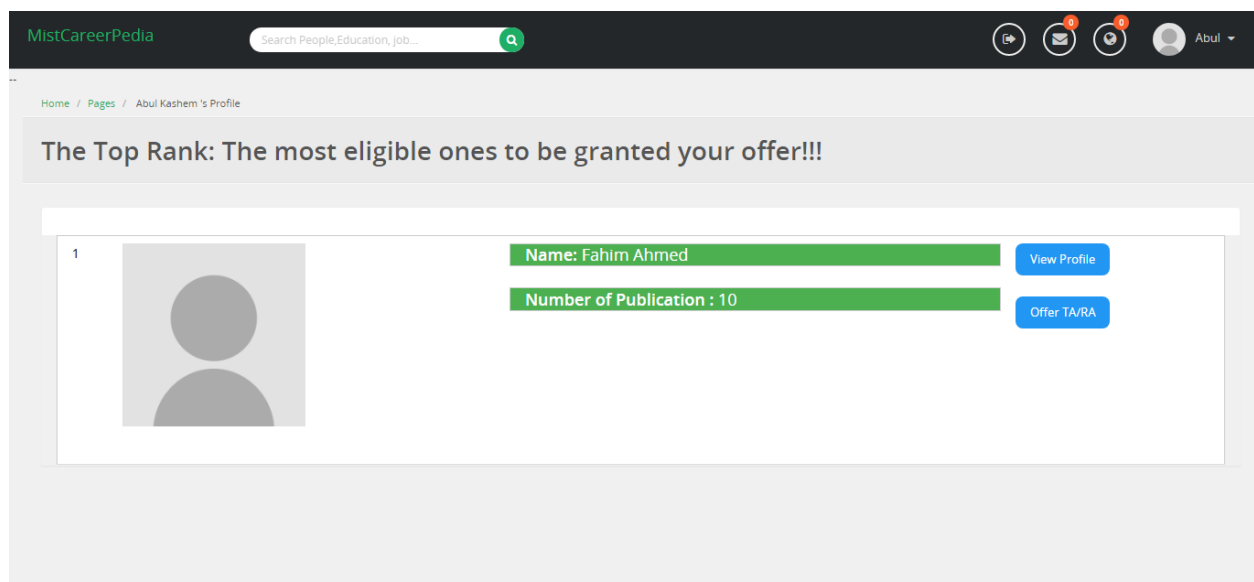 MistCareerPedia
Search People,Education, job...
0
0
Abul
--
Home / Pages / Abul Kashem 's Profile
The Top Rank: The most eligible ones to be granted your offer!!!
1
Name: Fahim Ahmed
View Profile
Number of Publication : 10
Offer TA/RA